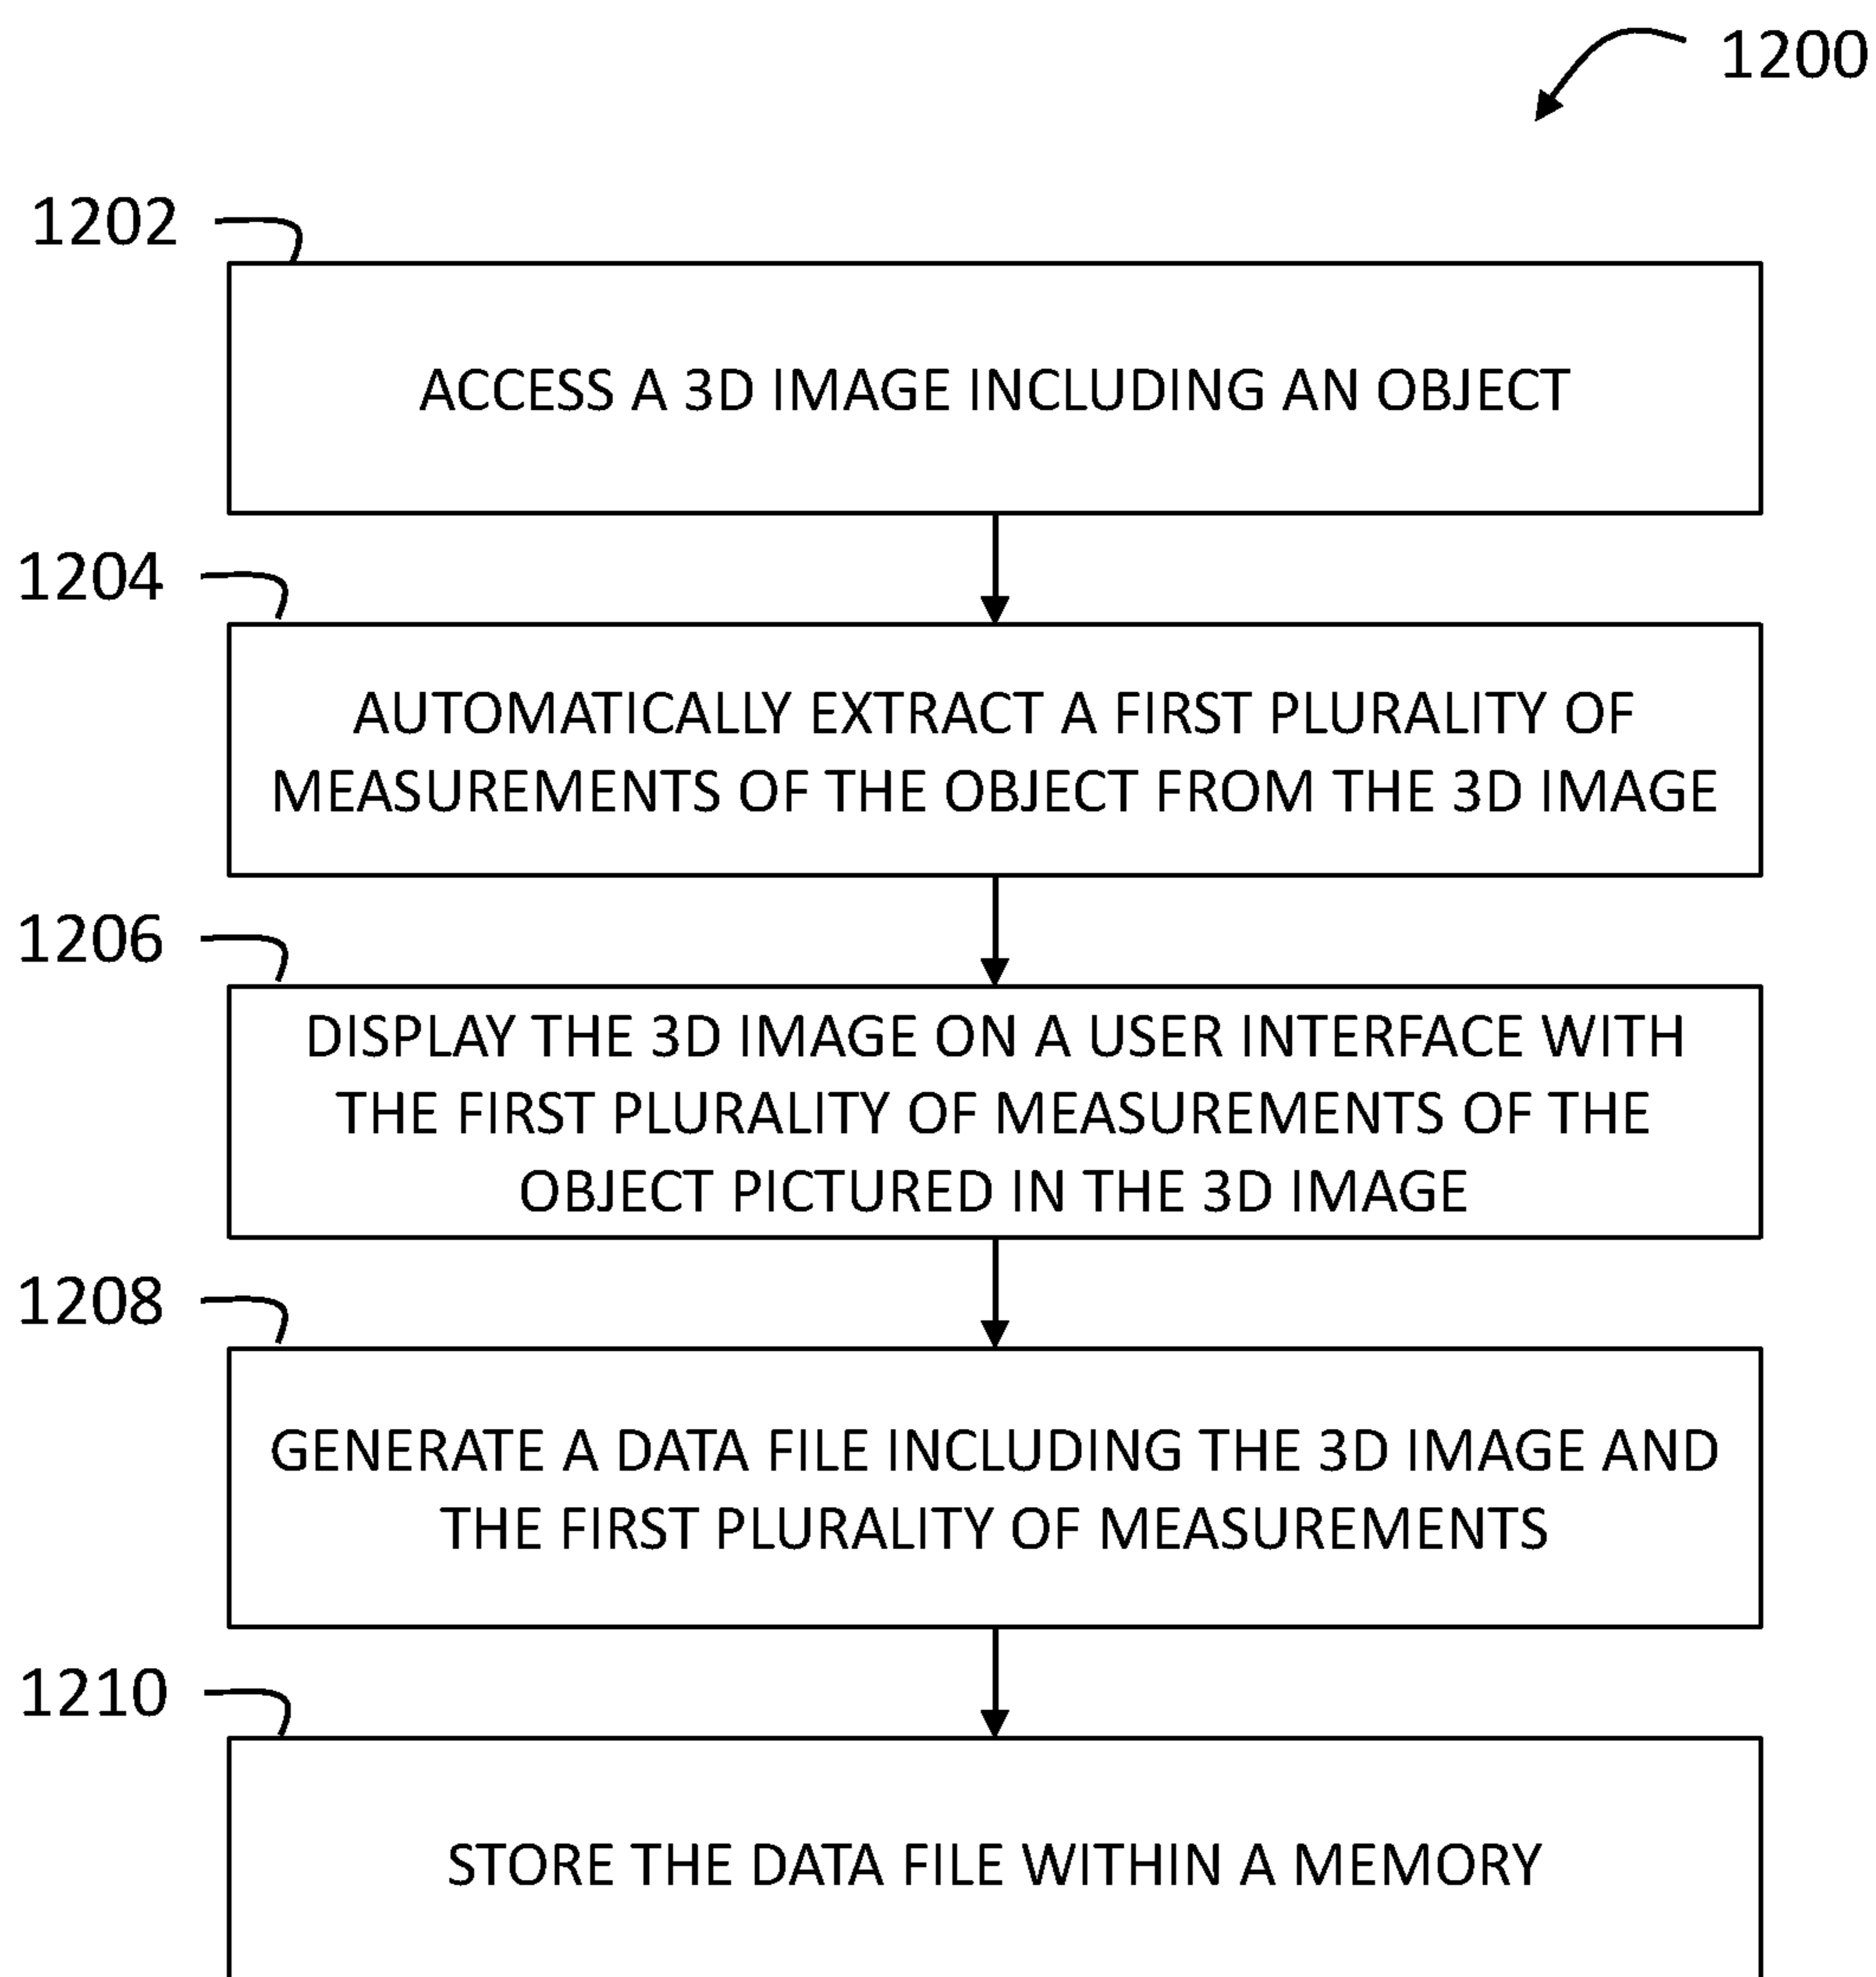 1200
1202
ACCESS A 3D IMAGE INCLUDING AN OBJECT
1204
AUTOMATICALLY EXTRACT A FIRST PLURALITY OF
MEASUREMENTS OF THE OBJECT FROM THE 3D IMAGE
1206
DISPLAY THE 3D IMAGE ON A USER INTERFACE WITH
THE FIRST PLURALITY OF MEASUREMENTS OF THE
OBJECT PICTURED IN THE 3D IMAGE
1208
GENERATE A DATA FILE INCLUDING THE 3D IMAGE AND
THE FIRST PLURALITY OF MEASUREMENTS
1210
STORE THE DATA FILE WITHIN A MEMORY